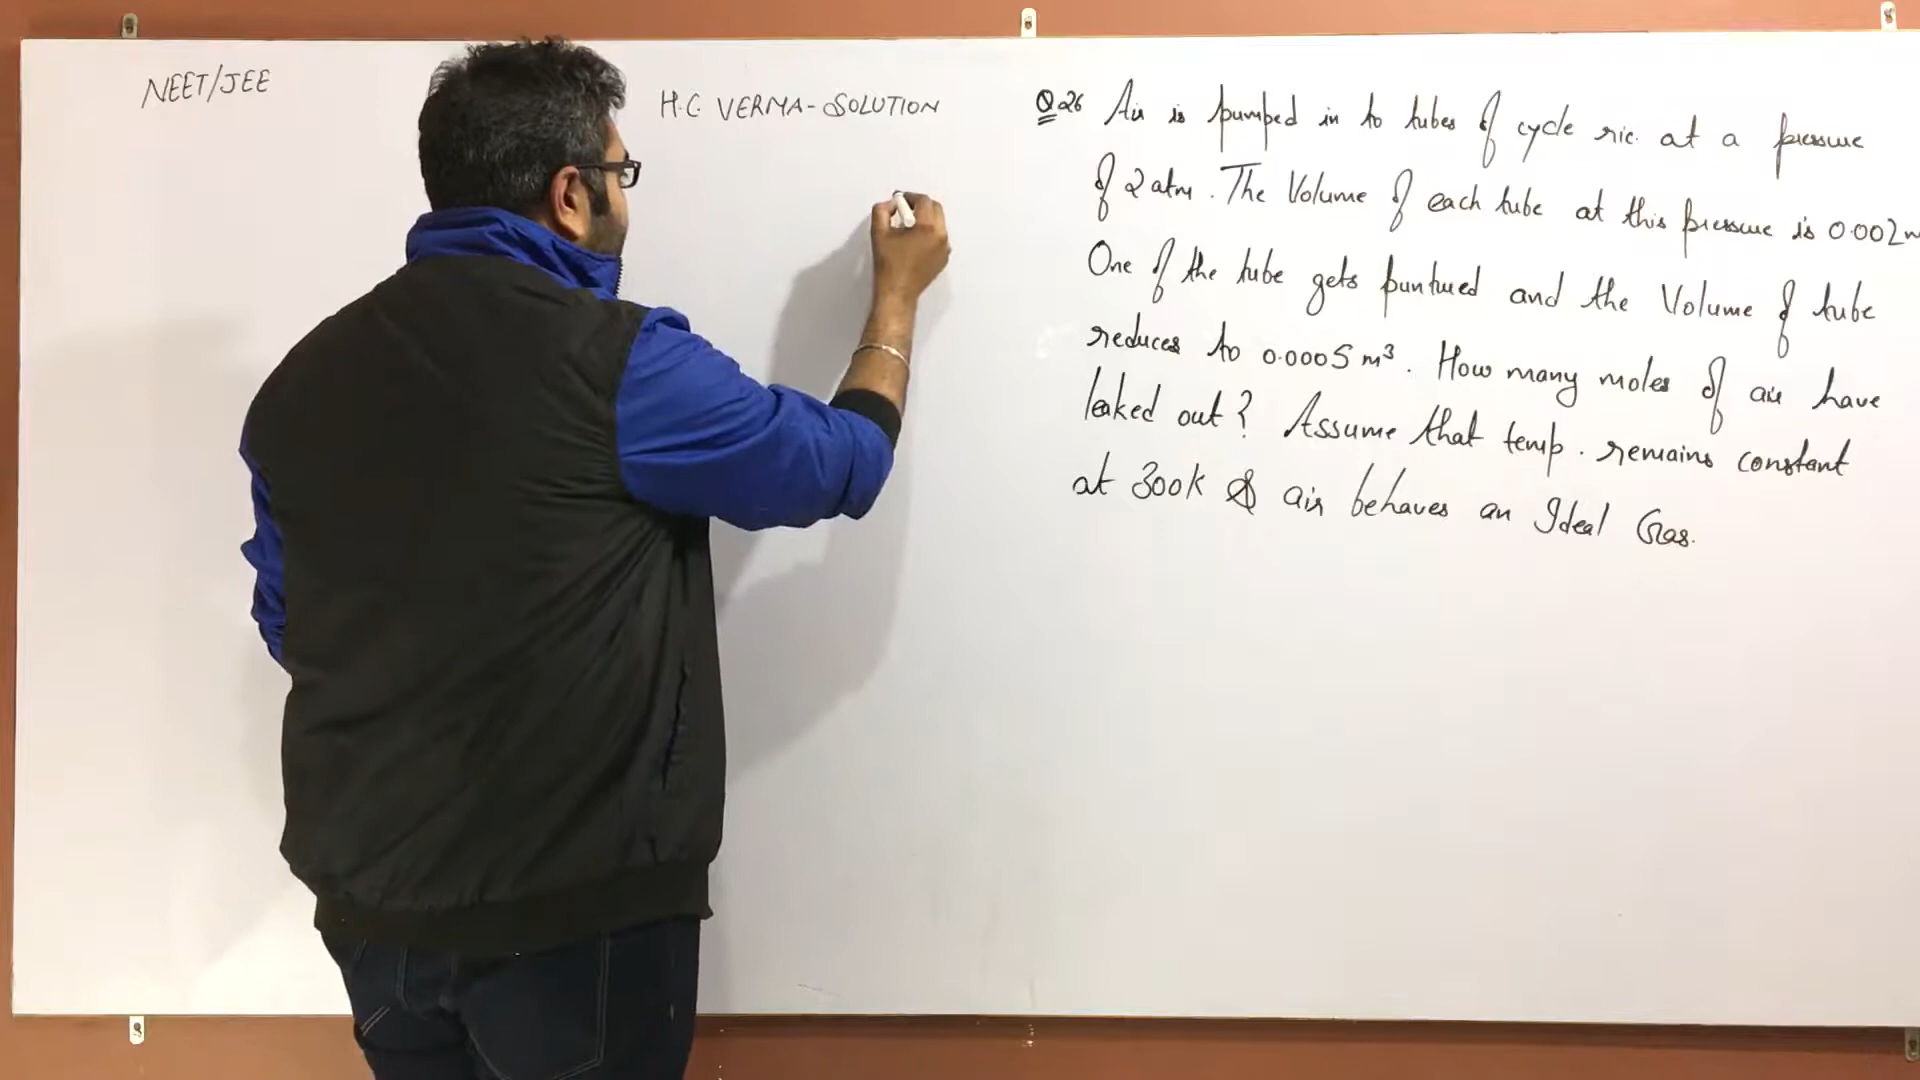 NEET/JEE
H.C. VERMA-SOLUTION
Q26 Air is pumped in to tubes of cycle ric. at a pressure
of 2 atm. The Volume of each tube at this pressure is 0.002m
One of the tube gets puntured and the Volume of tube
reduces to 0.0005 m³. How many moles of air have
leaked out? Assume that temp. remains constant
at 300k & air behaves an Ideal Gas.